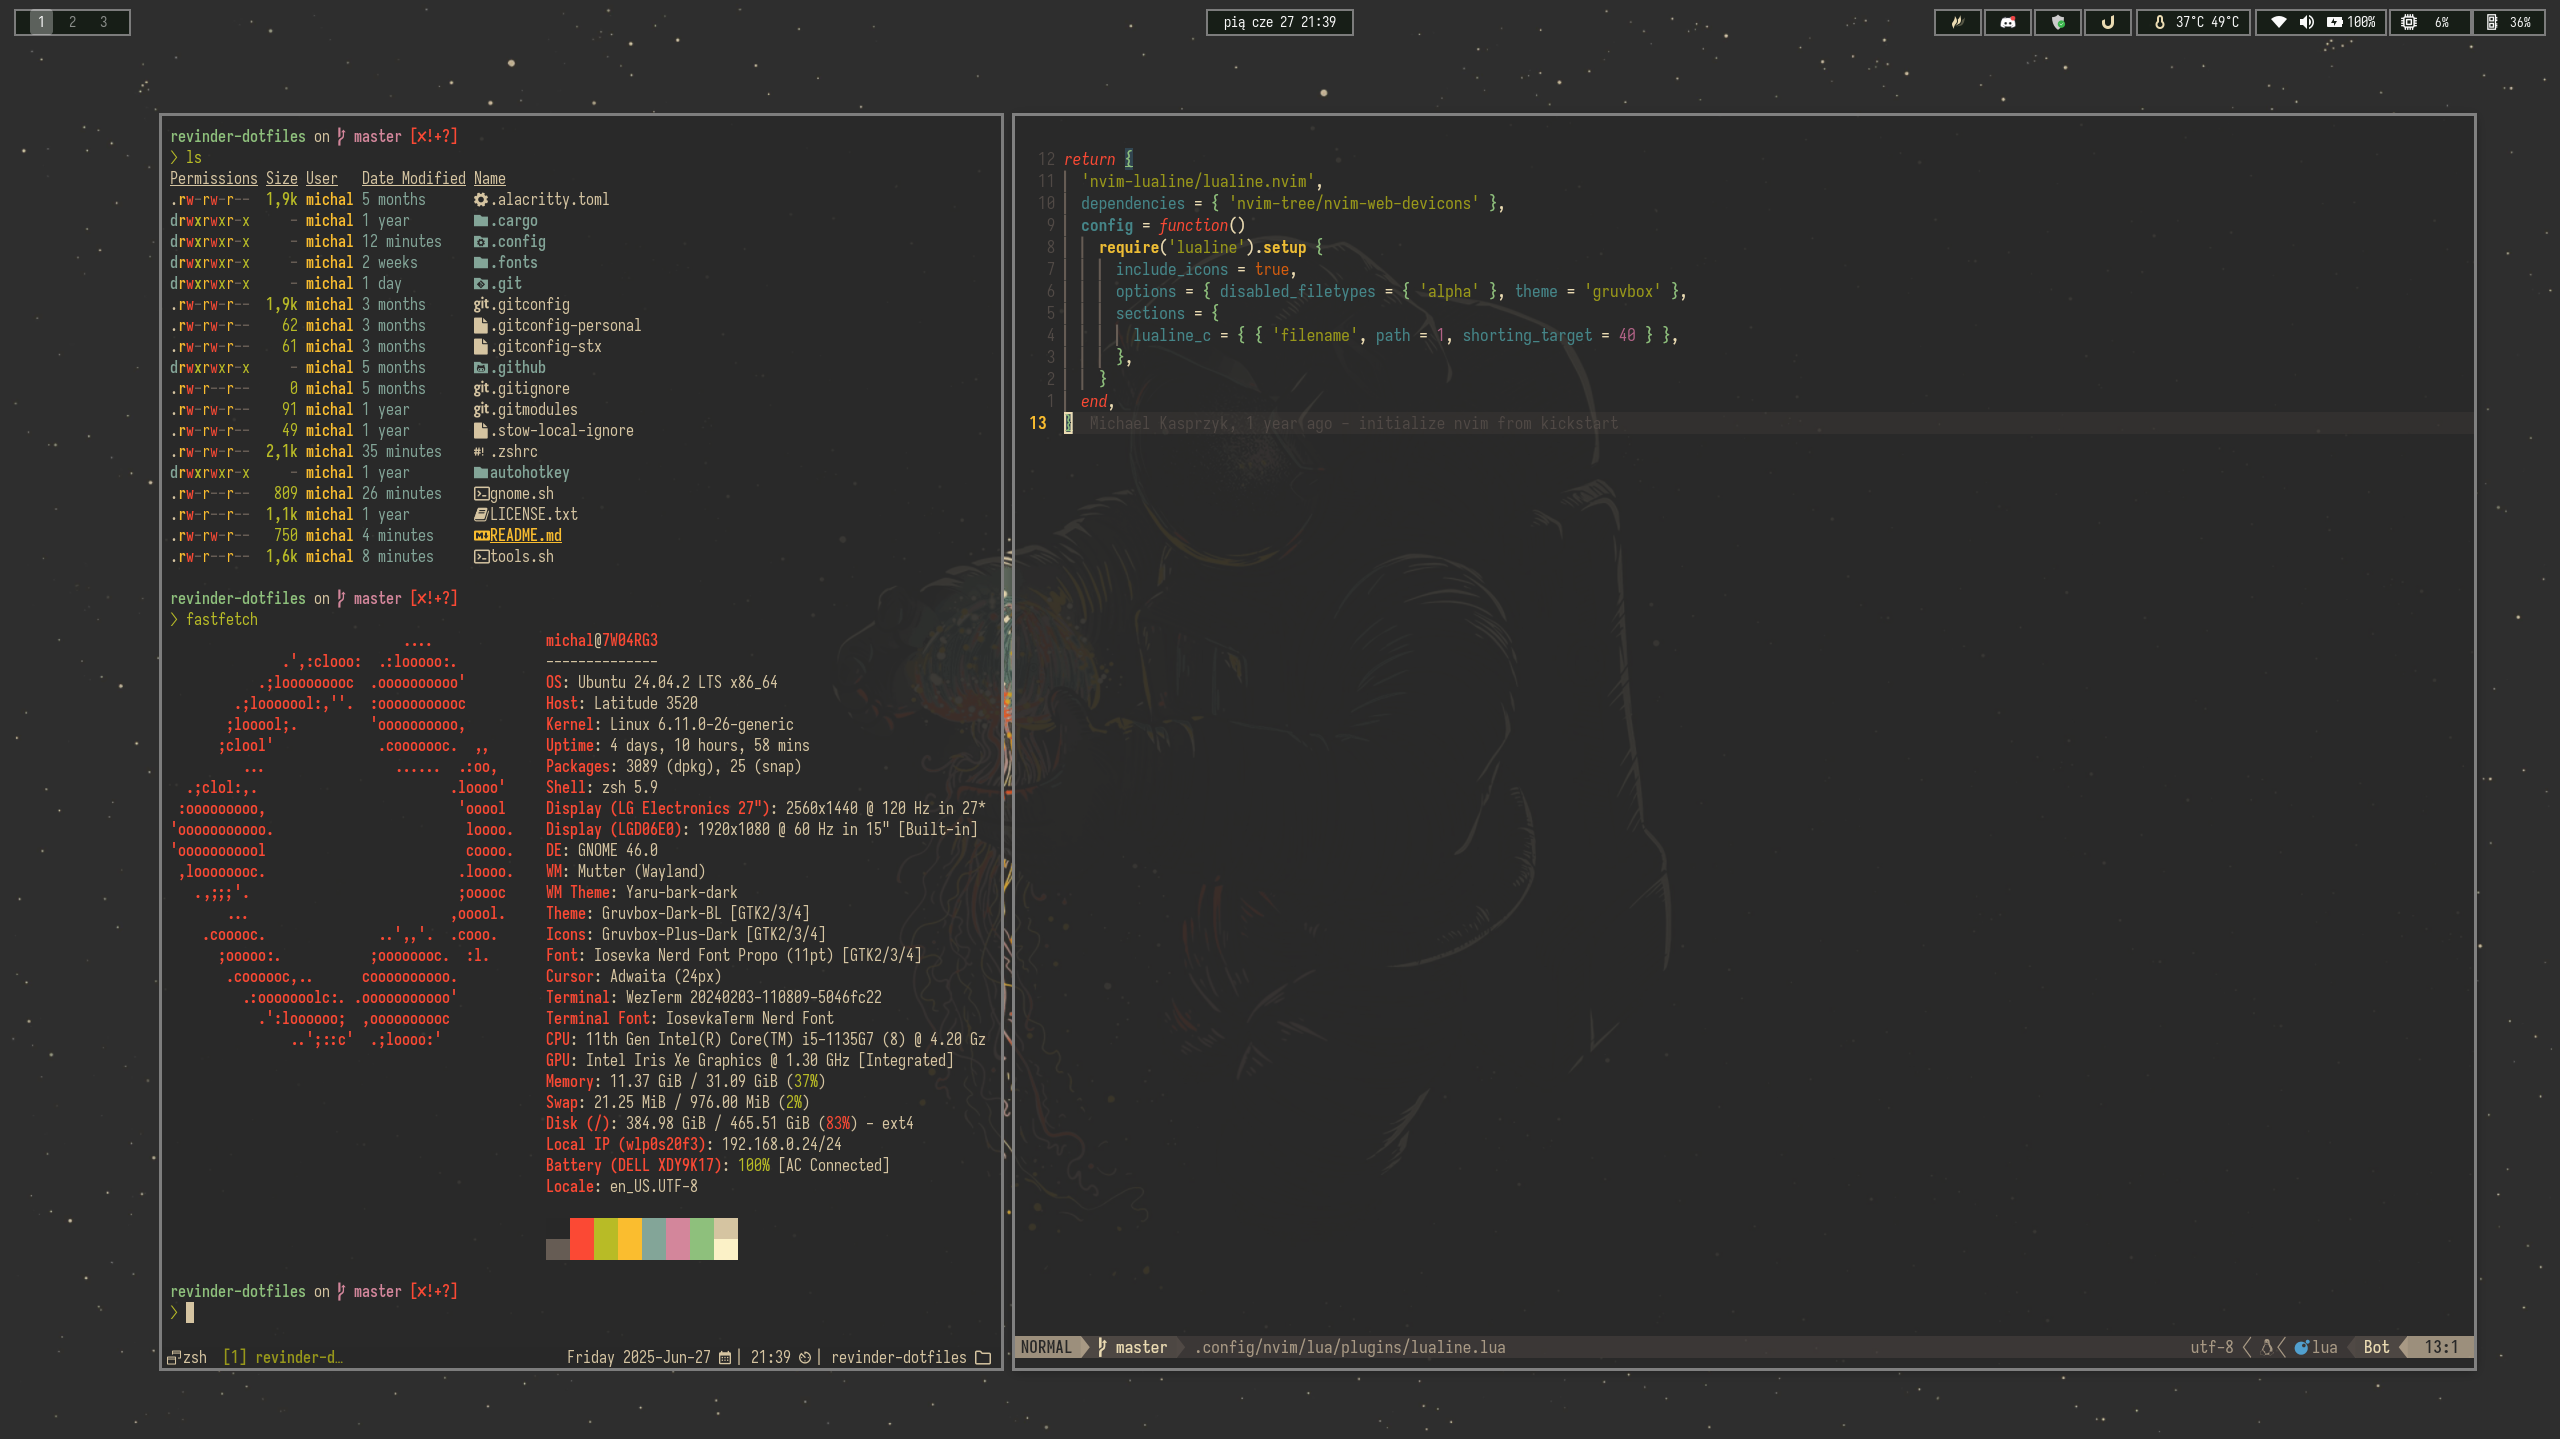 1 2 3
pią cze 27 21:39
37°C 49°C 100% 6% 36%
revinder-dotfiles on master [×!+?]
> ls
Permissions Size User Date Modified Name
.rw-rw-r-- 1,9k michal 5 months .alacritty.toml
drwxrwxr-x - michal 1 year .cargo
drwxrwxr-x - michal 12 minutes .config
drwxrwxr-x - michal 2 weeks .fonts
drwxrwxr-x - michal 1 day .git
.rw-rw-r-- 1,9k michal 3 months git .gitconfig
.rw-rw-r-- 62 michal 3 months .gitconfig-personal
.rw-rw-r-- 61 michal 3 months .gitconfig-stx
drwxrwxr-x - michal 5 months .github
.rw-r--r-- 0 michal 5 months git .gitignore
.rw-rw-r-- 91 michal 1 year git .gitmodules
.rw-rw-r-- 49 michal 1 year .stow-local-ignore
.rw-rw-r-- 2,1k michal 35 minutes #! .zshrc
drwxrwxr-x - michal 1 year autohotkey
.rw-r--r-- 809 michal 26 minutes gnome.sh
.rw-rw-r-- 1,1k michal 1 year LICENSE.txt
.rw-rw-r-- 750 michal 4 minutes README.md
.rw-r--r-- 1,6k michal 8 minutes tools.sh
revinder-dotfiles on master [×!+?]
> fastfetch
michal@7W04RG3
--------------
OS: Ubuntu 24.04.2 LTS x86_64
Host: Latitude 3520
Kernel: Linux 6.11.0-26-generic
Uptime: 4 days, 10 hours, 58 mins
Packages: 3089 (dpkg), 25 (snap)
Shell: zsh 5.9
Display (LG Electronics 27"): 2560x1440 @ 120 Hz in 27*
Display (LGD06E0): 1920x1080 @ 60 Hz in 15" [Built-in]
DE: GNOME 46.0
WM: Mutter (Wayland)
WM Theme: Yaru-bark-dark
Theme: Gruvbox-Dark-BL [GTK2/3/4]
Icons: Gruvbox-Plus-Dark [GTK2/3/4]
Font: Iosevka Nerd Font Propo (11pt) [GTK2/3/4]
Cursor: Adwaita (24px)
Terminal: WezTerm 20240203-110809-5046fc22
Terminal Font: IosevkaTerm Nerd Font
CPU: 11th Gen Intel(R) Core(TM) i5-1135G7 (8) @ 4.20 Gz
GPU: Intel Iris Xe Graphics @ 1.30 GHz [Integrated]
Memory: 11.37 GiB / 31.09 GiB (37%)
Swap: 21.25 MiB / 976.00 MiB (2%)
Disk (/): 384.98 GiB / 465.51 GiB (83%) - ext4
Local IP (wlp0s20f3): 192.168.0.24/24
Battery (DELL XDY9K17): 100% [AC Connected]
Locale: en_US.UTF-8
revinder-dotfiles on master [×!+?]
>
zsh [1] revinder-d… Friday 2025-Jun-27 | 21:39 | revinder-dotfiles
12 return {
11 'nvim-lualine/lualine.nvim',
10 dependencies = { 'nvim-tree/nvim-web-devicons' },
9 config = function()
8 require('lualine').setup {
7 include_icons = true,
6 options = { disabled_filetypes = { 'alpha' }, theme = 'gruvbox' },
5 sections = {
4 lualine_c = { { 'filename', path = 1, shorting_target = 40 } },
3 },
2 }
1 end,
13 } Michael Kasprzyk, 1 year ago - initialize nvim from kickstart
NORMAL master .config/nvim/lua/plugins/lualine.lua utf-8 lua Bot 13:1